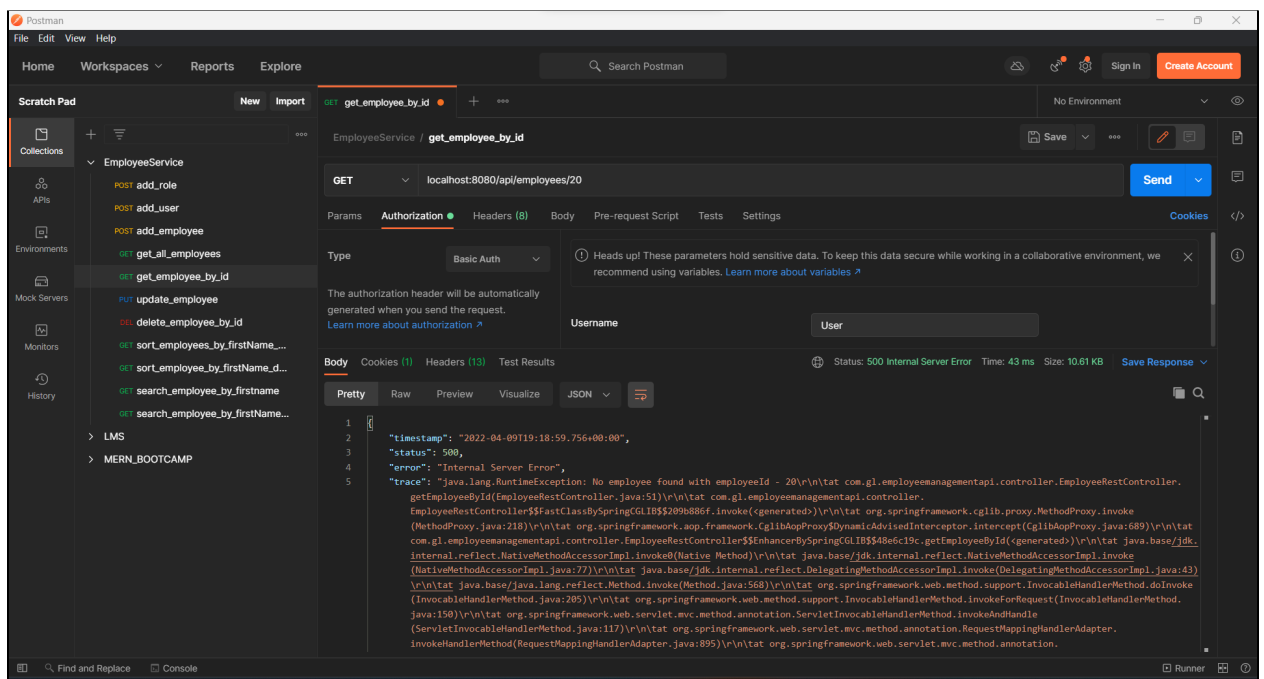 Postman
File Edit View Help
Home Workspaces Reports Explore Search Postman Sign In Create Account
Scratch Pad New Import GET get_employee_by_id No Environment
Collections
APIs
Environments
Mock Servers
Monitors
History
EmployeeService
POST add_role
POST add_user
POST add_employee
GET get_all_employees
GET get_employee_by_id
PUT update_employee
DEL delete_employee_by_id
GET sort_employees_by_firstName_...
GET sort_employee_by_firstName_d...
GET search_employee_by_firstname
GET search_employee_by_firstName...
LMS
MERN_BOOTCAMP
EmployeeService / get_employee_by_id Save
GET localhost:8080/api/employees/20 Send
Params Authorization Headers (8) Body Pre-request Script Tests Settings Cookies
Type Basic Auth
The authorization header will be automatically
generated when you send the request.
Learn more about authorization ↗
Heads up! These parameters hold sensitive data. To keep this data secure while working in a collaborative environment, we
recommend using variables. Learn more about variables ↗
Username User
Body Cookies (1) Headers (13) Test Results Status: 500 Internal Server Error Time: 43 ms Size: 10.61 KB Save Response
Pretty Raw Preview Visualize JSON
1 {
2 "timestamp": "2022-04-09T19:18:59.756+00:00",
3 "status": 500,
4 "error": "Internal Server Error",
5 "trace": "java.lang.RuntimeException: No employee found with employeeId - 20\r\n\tat com.gl.employeemanagementapi.controller.EmployeeRestController.
getEmployeeById(EmployeeRestController.java:51)\r\n\tat com.gl.employeemanagementapi.controller.
EmployeeRestController$$FastClassBySpringCGLIB$$209b886f.invoke(<generated>)\r\n\tat org.springframework.cglib.proxy.MethodProxy.invoke
(MethodProxy.java:218)\r\n\tat org.springframework.aop.framework.CglibAopProxy$DynamicAdvisedInterceptor.intercept(CglibAopProxy.java:689)\r\n\tat
com.gl.employeemanagementapi.controller.EmployeeRestController$$EnhancerBySpringCGLIB$$48e6c19c.getEmployeeById(<generated>)\r\n\tat java.base/jdk.
internal.reflect.NativeMethodAccessorImpl.invoke0(Native Method)\r\n\tat java.base/jdk.internal.reflect.NativeMethodAccessorImpl.invoke
(NativeMethodAccessorImpl.java:77)\r\n\tat java.base/jdk.internal.reflect.DelegatingMethodAccessorImpl.invoke(DelegatingMethodAccessorImpl.java:43)
\r\n\tat java.base/java.lang.reflect.Method.invoke(Method.java:568)\r\n\tat org.springframework.web.method.support.InvocableHandlerMethod.doInvoke
(InvocableHandlerMethod.java:205)\r\n\tat org.springframework.web.method.support.InvocableHandlerMethod.invokeForRequest(InvocableHandlerMethod.
java:150)\r\n\tat org.springframework.web.servlet.mvc.method.annotation.ServletInvocableHandlerMethod.invokeAndHandle
(ServletInvocableHandlerMethod.java:117)\r\n\tat org.springframework.web.servlet.mvc.method.annotation.RequestMappingHandlerAdapter.
invokeHandlerMethod(RequestMappingHandlerAdapter.java:895)\r\n\tat org.springframework.web.servlet.mvc.method.annotation.
Find and Replace Console Runner